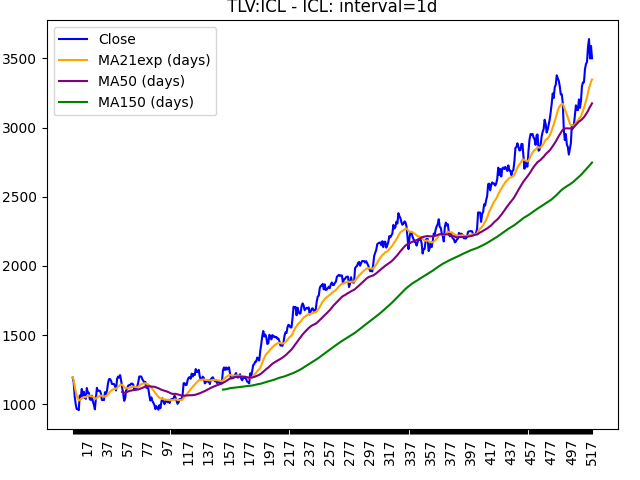 TLV:ICL - ICL: interval=1d
Close
MA21exp (days)
MA50 (days)
MA150 (days)
3500
3000
2500
2000
1500
1000
17 37 57 77 97 117 137 157 177 197 217 237 257 277 297 317 337 357 377 397 417 437 457 477 497 517